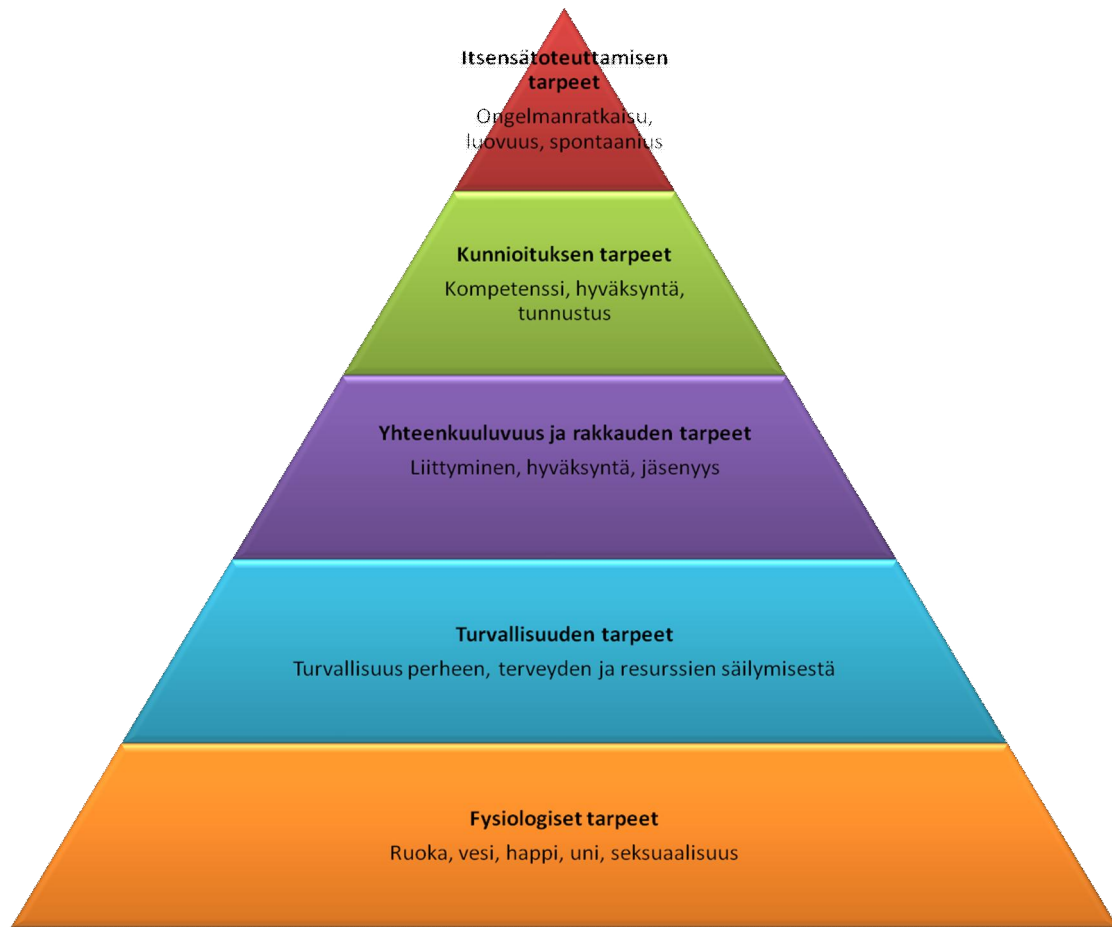 Itsensätoteuttamisen
tarpeet
Ongelmanratkaisu,
luovuus, spontaanius
Kunnioituksen tarpeet
Kompetenssi, hyväksyntä,
tunnustus
Yhteenkuuluvuus ja rakkauden tarpeet
Liittyminen, hyväksyntä, jäsenyys
Turvallisuuden tarpeet
Turvallisuus perheen, terveyden ja resurssien säilymisestä
Fysiologiset tarpeet
Ruoka, vesi, happi, uni, seksuaalisuus